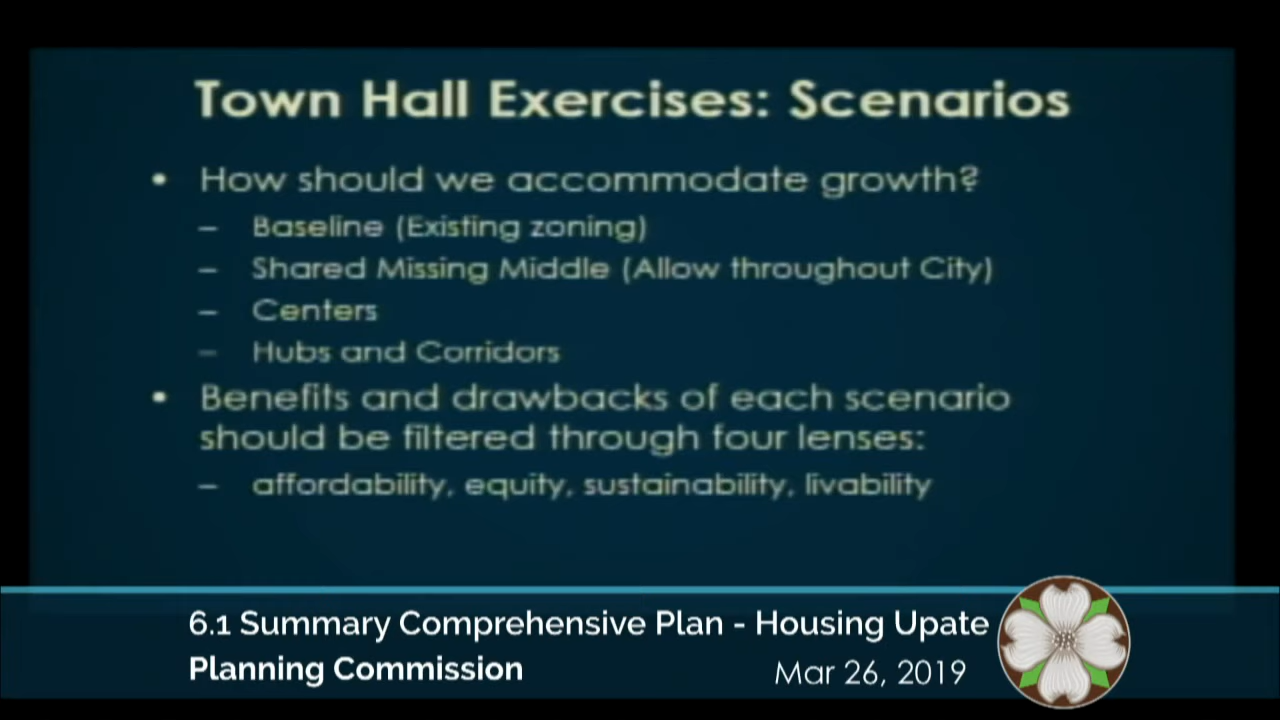 Town Hall Exercises: Scenarios
• How should we accommodate growth?
– Baseline (Existing zoning)
– Shared Missing Middle (Allow throughout City)
– Centers
– Hubs and Corridors
• Benefits and drawbacks of each scenario
should be filtered through four lenses:
– affordability, equity, sustainability, livability
6.1 Summary Comprehensive Plan - Housing Upate
Planning Commission
Mar 26, 2019